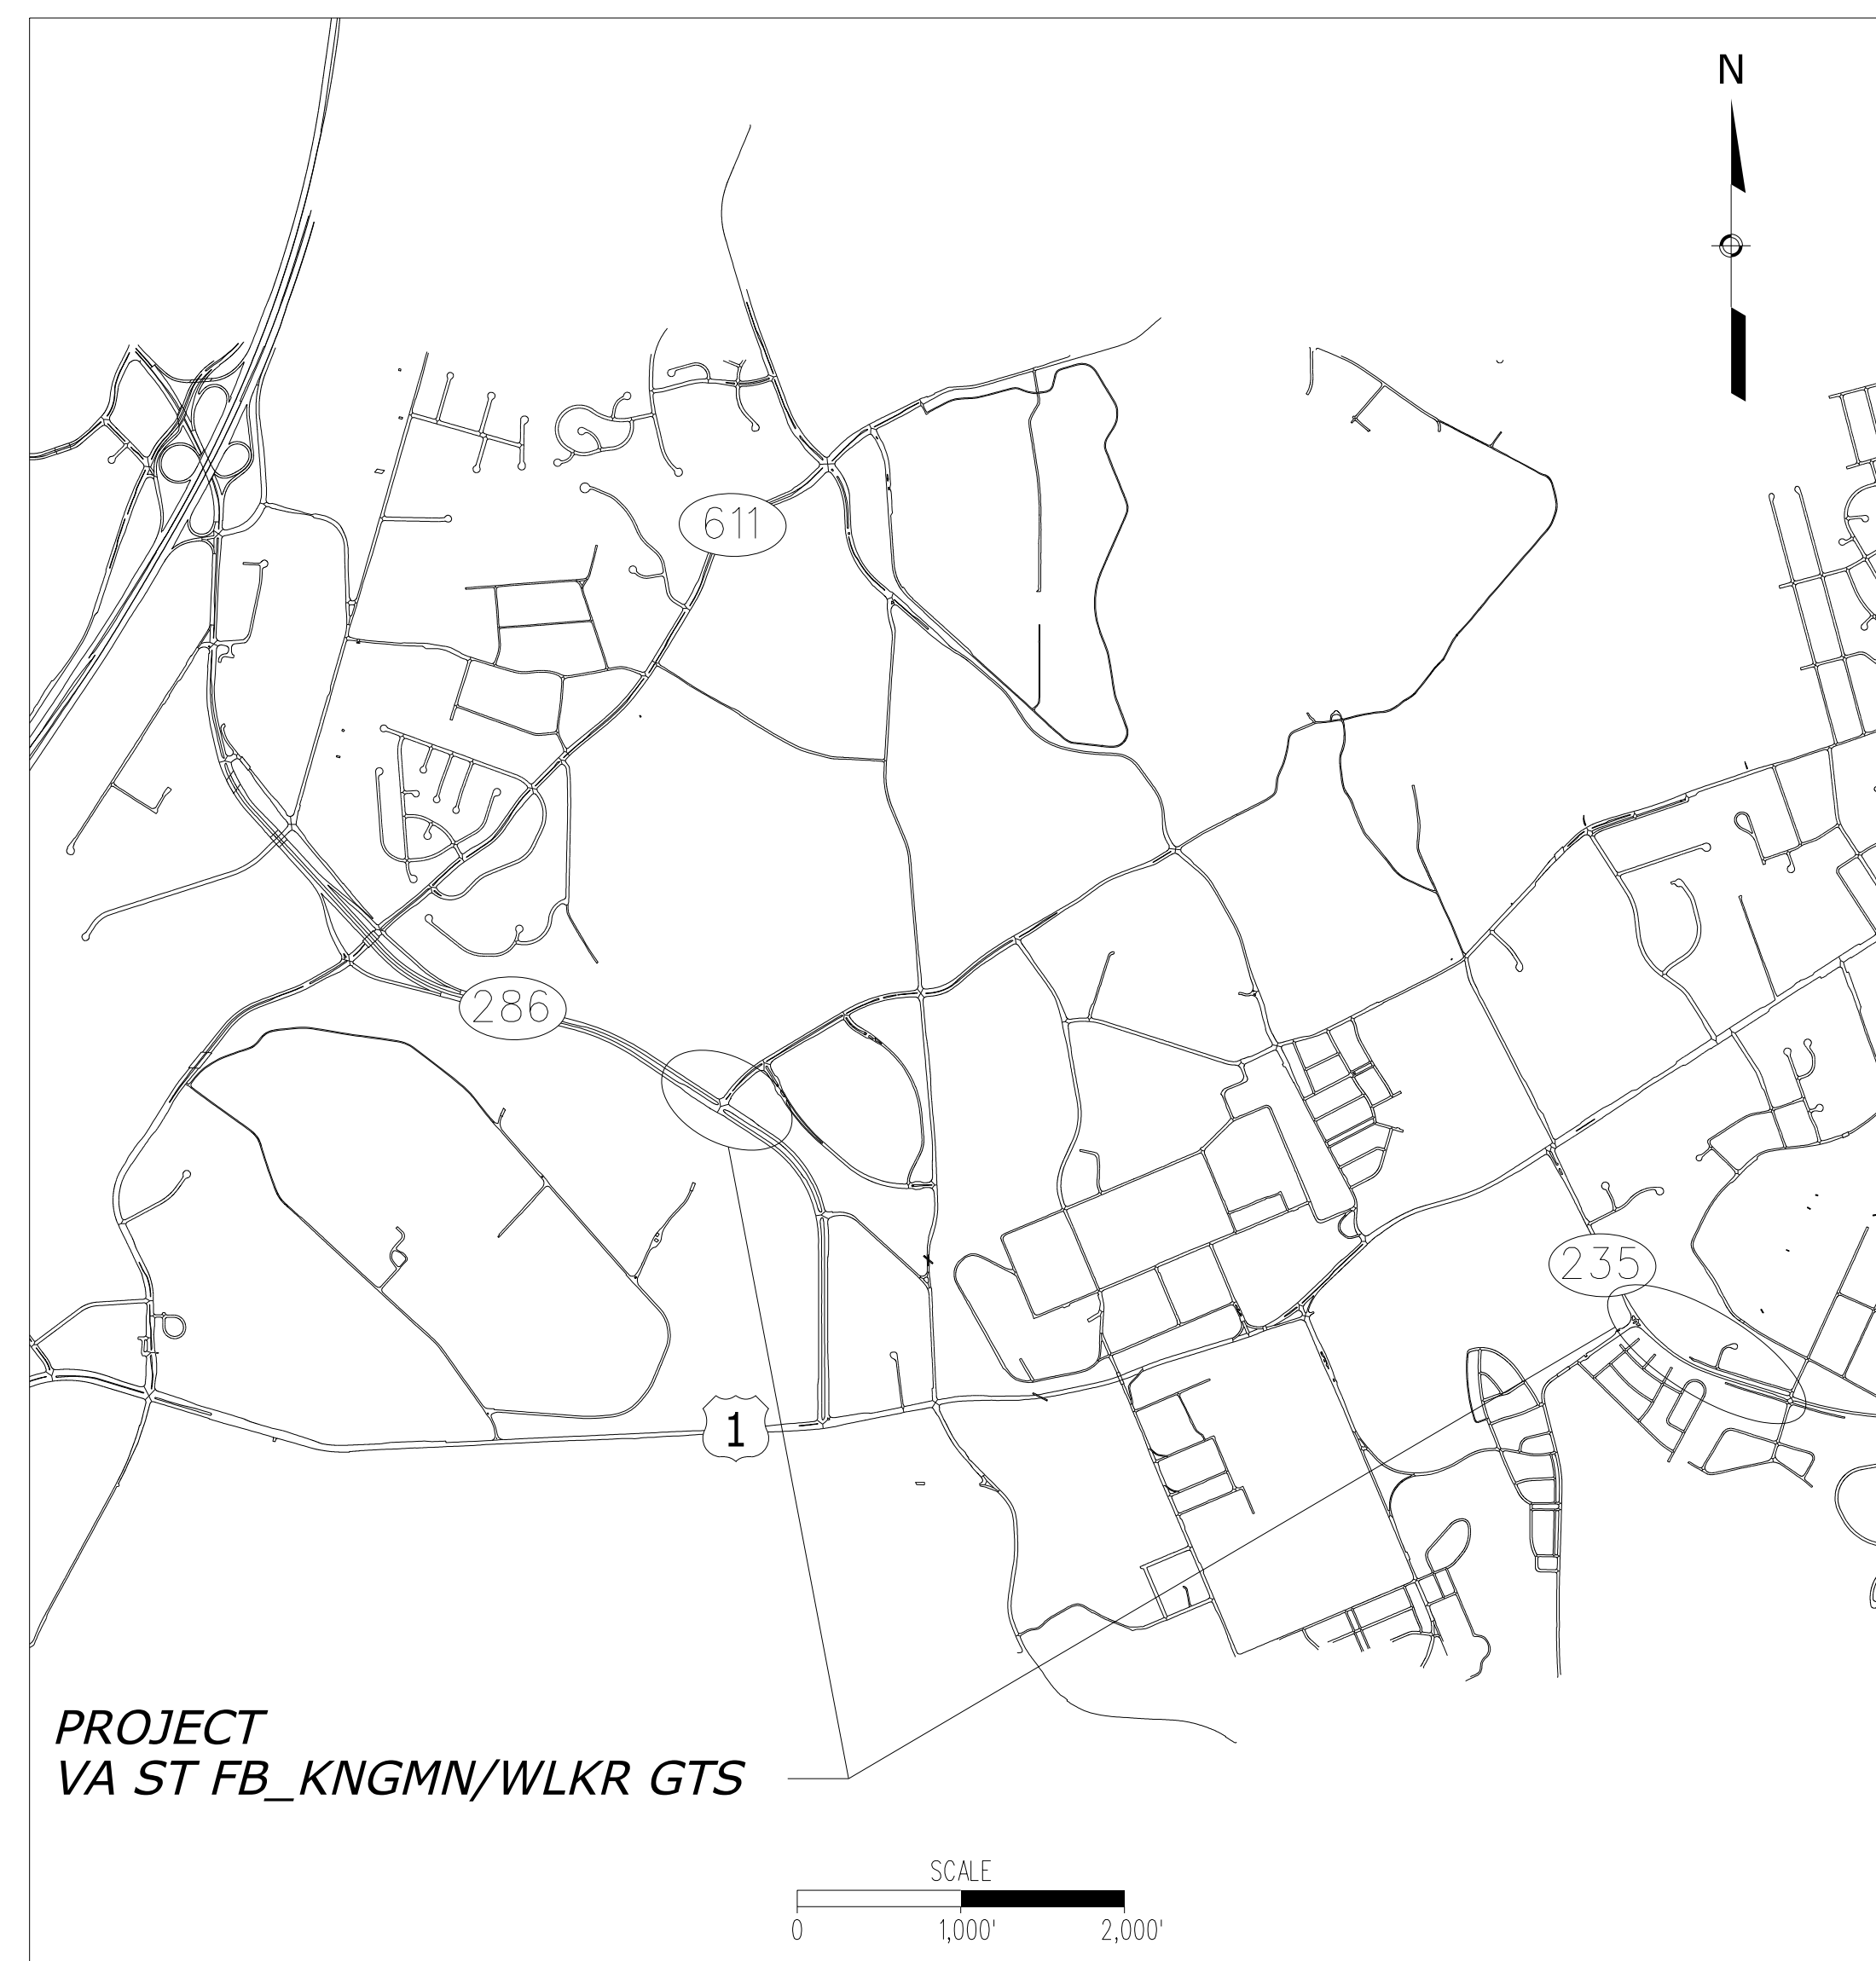 N
611
286
235
1
PROJECT
VA ST FB_KNGMN/WLKR GTS
SCALE
0 1,000' 2,000'